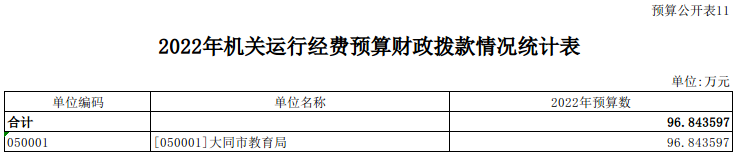 预算公开表11
2022年机关运行经费预算财政拨款情况统计表
单位:万元
单位编码 单位名称 2022年预算数
合计 96.843597
050001 [050001]大同市教育局 96.843597